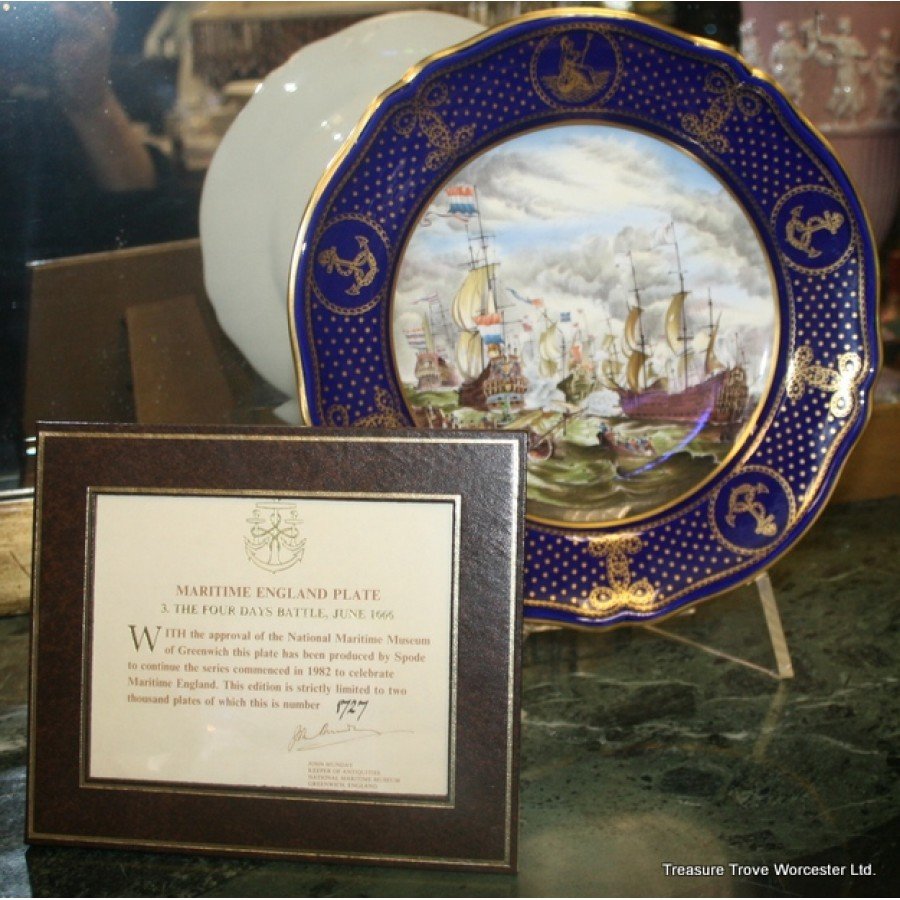 MARITIME ENGLAND PLATE
3. THE FOUR DAYS BATTLE, JUNE 1666
WITH the approval of the National Maritime Museum
of Greenwich this plate has been produced by Spode
to continue the series commenced in 1982 to celebrate
Maritime England. This edition is strictly limited to two
thousand plates of which this is number 1727
JOHN MUNDAY
KEEPER OF ANTIQUITIES
NATIONAL MARITIME MUSEUM
GREENWICH, ENGLAND
Treasure Trove Worcester Ltd.